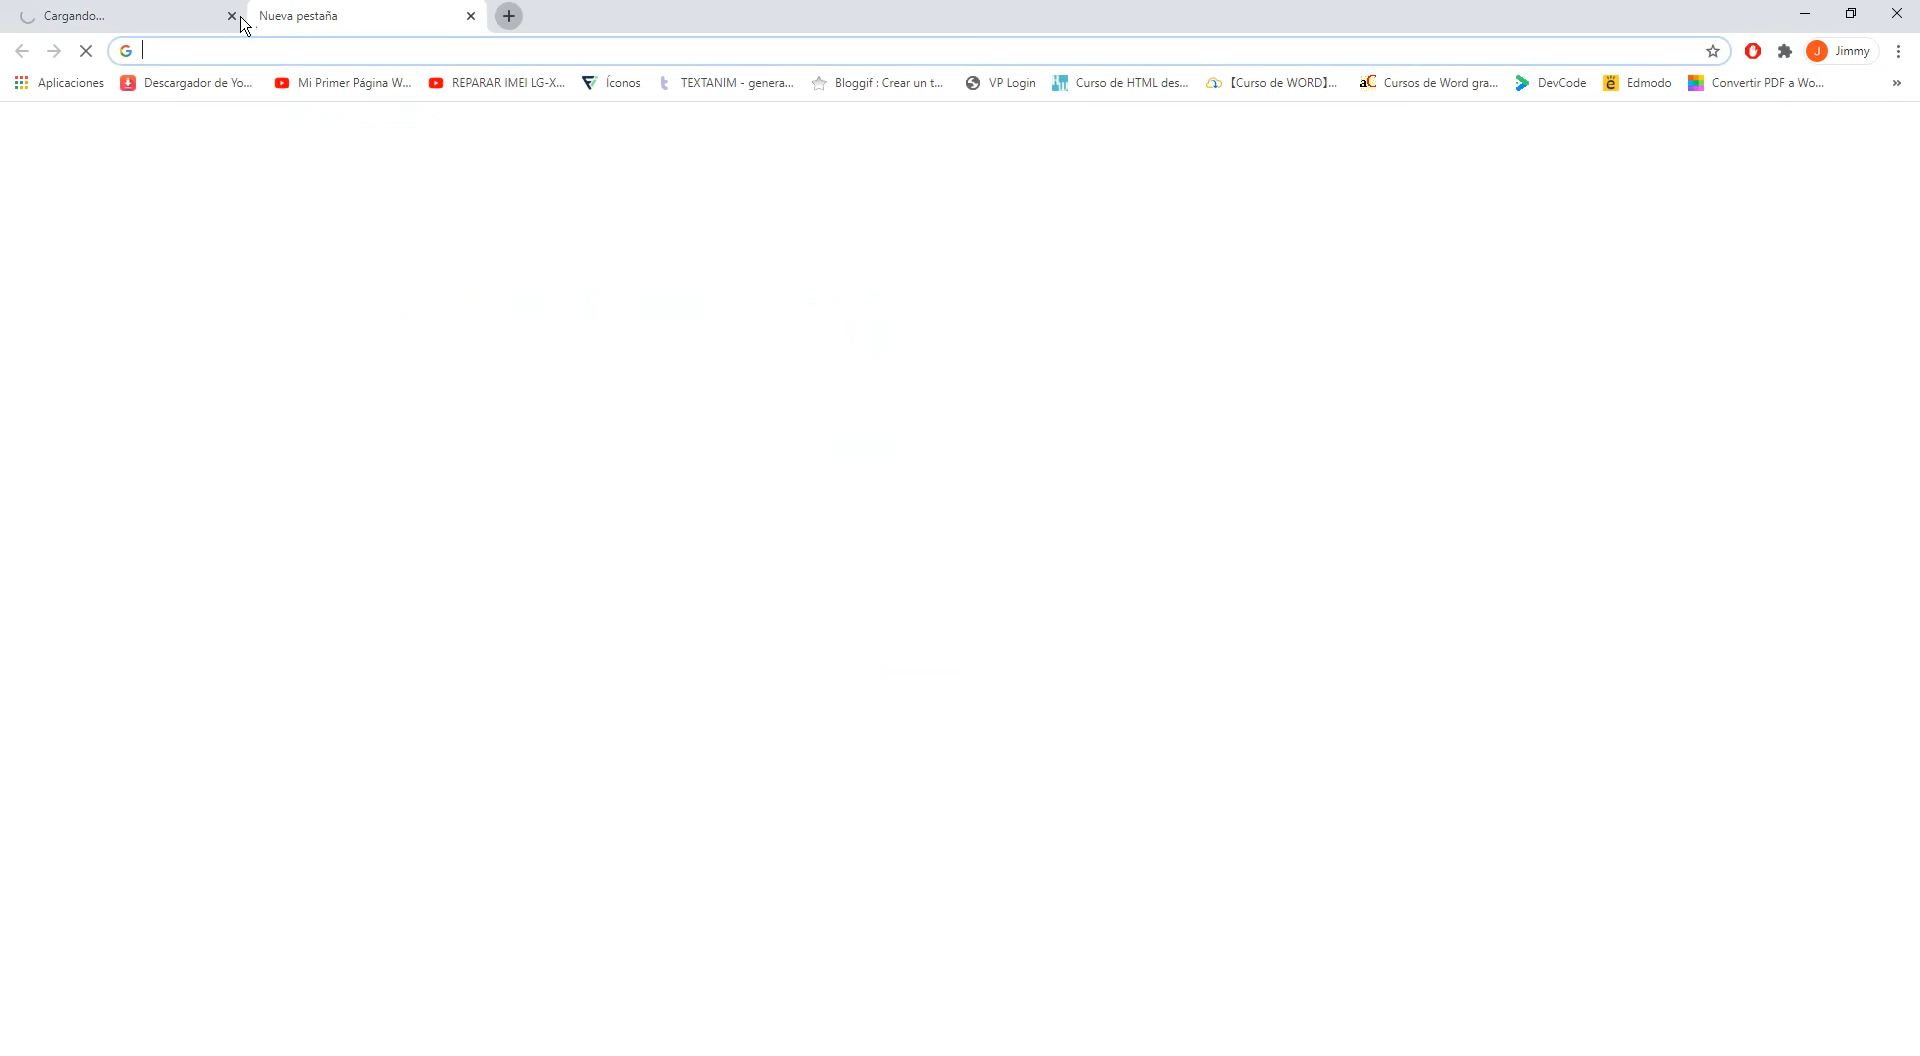 Cargando...
Nueva pestaña
Jimmy
Aplicaciones
Descargador de Yo...
Mi Primer Página W...
REPARAR IMEI LG-X...
Íconos
TEXTANIM - genera...
Bloggif : Crear un t...
VP Login
Curso de HTML des...
【Curso de WORD】...
aC Cursos de Word gra...
DevCode
Edmodo
Convertir PDF a Wo...